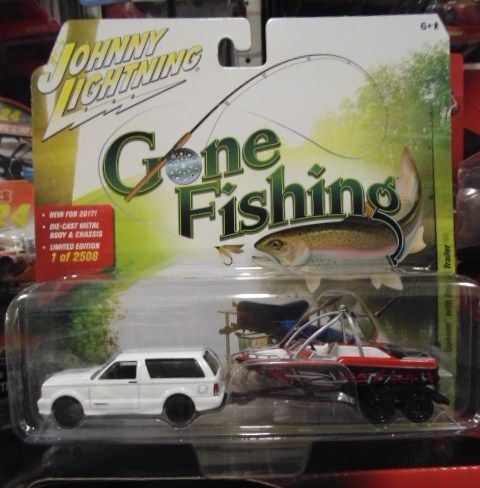 JOHNNY
LIGHTNING
6+
Gone
Fishing
• NEW FOR 2017!
• DIE-CAST METAL
BODY & CHASSIS
• LIMITED EDITION
1 of 2508
Trailer
24